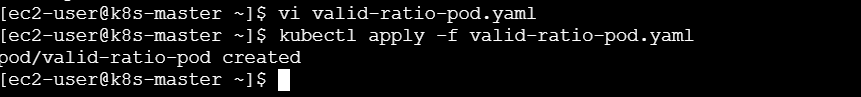 [ec2-user@k8s-master ~]$ vi valid-ratio-pod.yaml
[ec2-user@k8s-master ~]$ kubectl apply -f valid-ratio-pod.yaml
pod/valid-ratio-pod created
[ec2-user@k8s-master ~]$